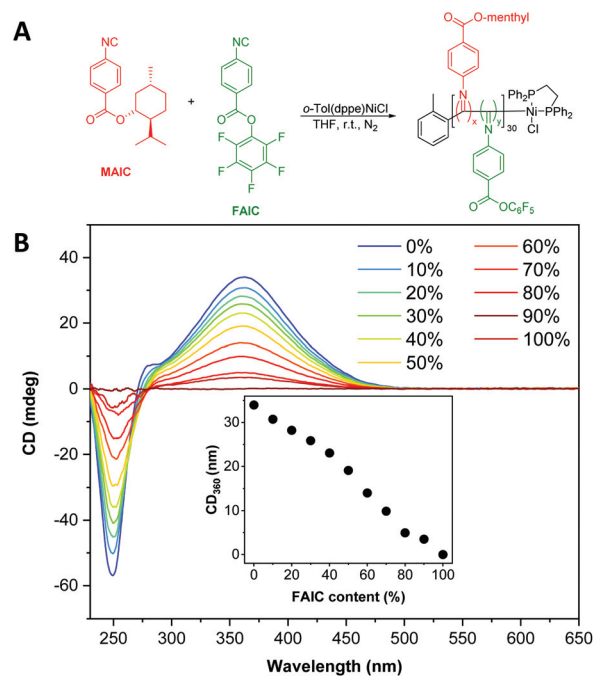 A
NC
O
O
MAIC
+
NC
O
O
F
F
F
F
F
FAIC
o-Tol(dppe)NiCl
THF, r.t., N2
O
O-menthyl
N
x
y
30
N
Ph2P
PPh2
Ni
Cl
O
OC6F5
B
0%
10%
20%
30%
40%
50%
60%
70%
80%
90%
100%
40
20
0
-20
-40
-60
CD (mdeg)
250 300 350 400 450 500 550 600 650
Wavelength (nm)
30
15
0
CD360 (nm)
0 20 40 60 80 100
FAIC content (%)